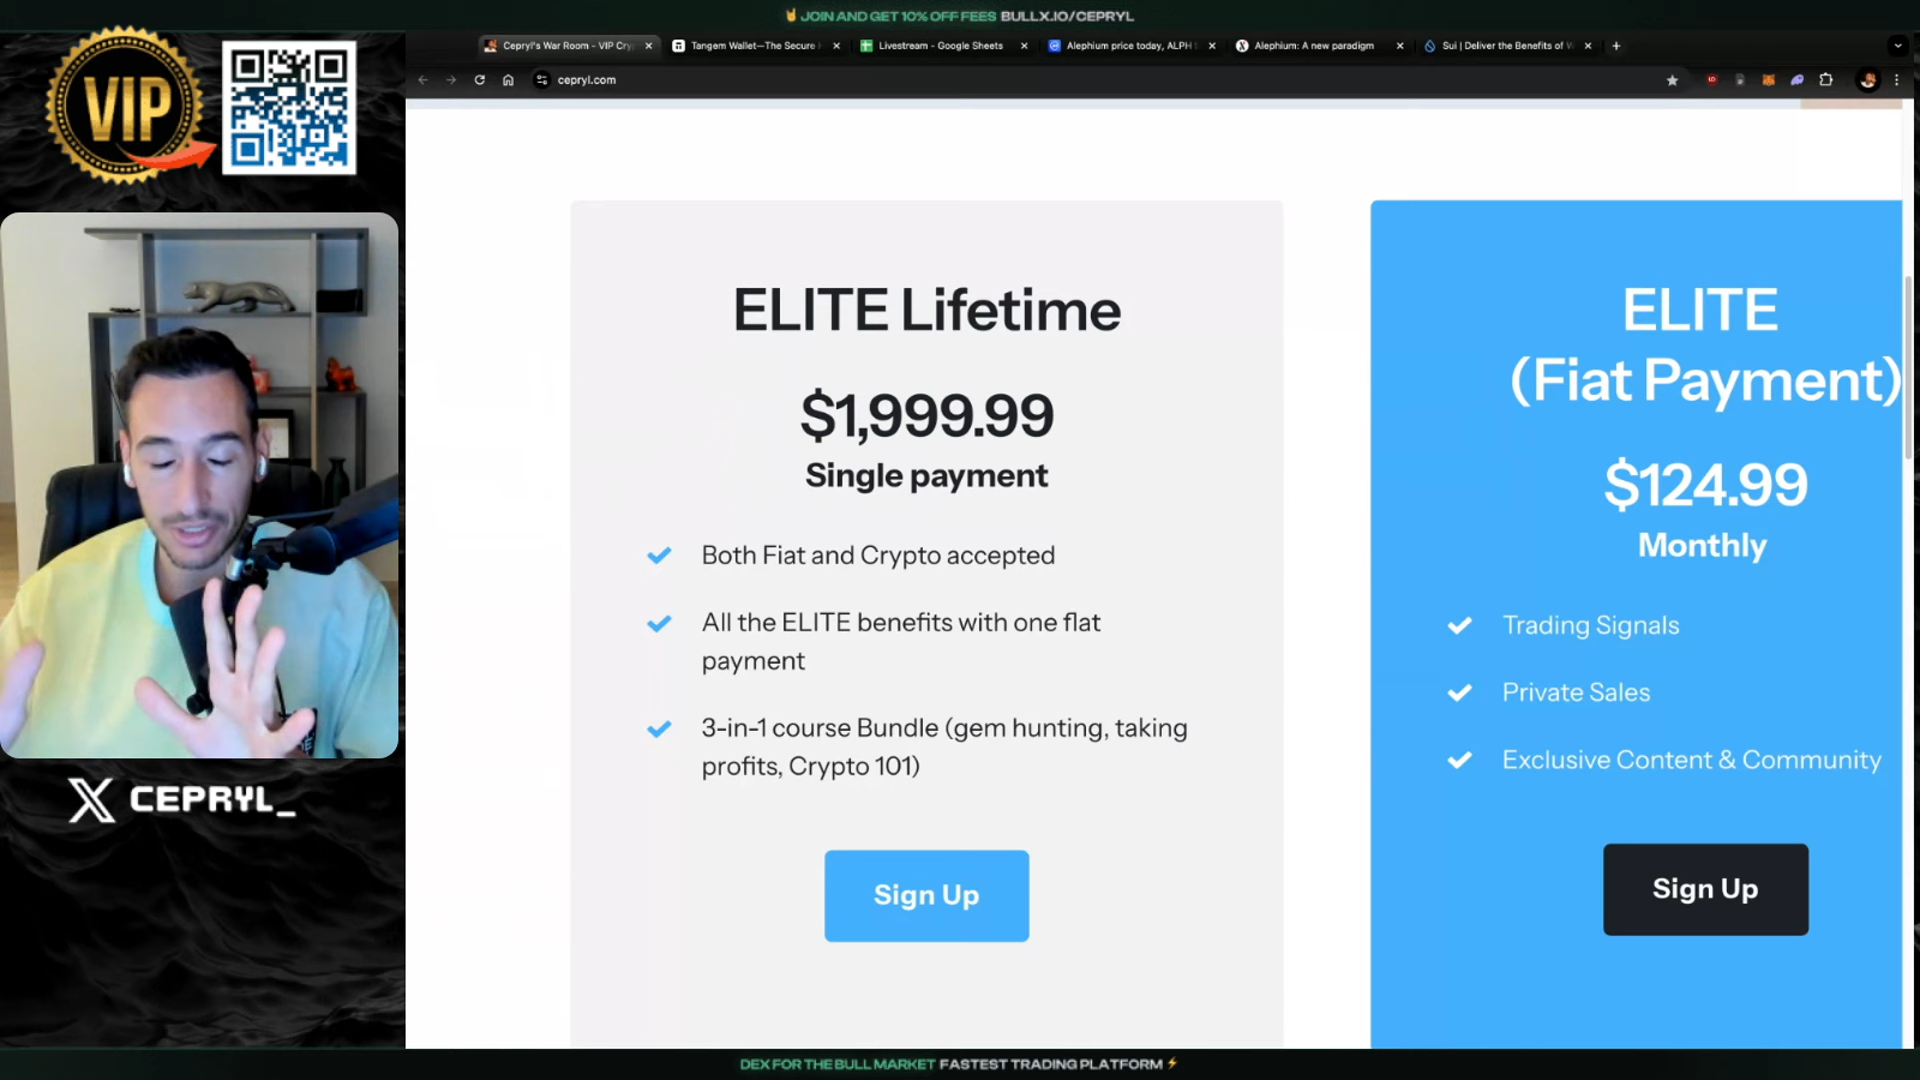 JOIN AND GET 10% OFF FEES BULLX.IO/CEPRYL
VIP
Cepryl's War Room - VIP Cry
Tangem Wallet—The Secure
Livestream - Google Sheets
Alephium price today, ALPH
Alephium: A new paradigm
Sui | Deliver the Benefits of
cepryl.com
ELITE Lifetime
$1,999.99
Single payment
Both Fiat and Crypto accepted
All the ELITE benefits with one flat
payment
3-in-1 course Bundle (gem hunting, taking
profits, Crypto 101)
Sign Up
ELITE
(Fiat Payment)
$124.99
Monthly
Trading Signals
Private Sales
Exclusive Content & Community
Sign Up
X CEPRYL_
DEX FOR THE BULL MARKET FASTEST TRADING PLATFORM